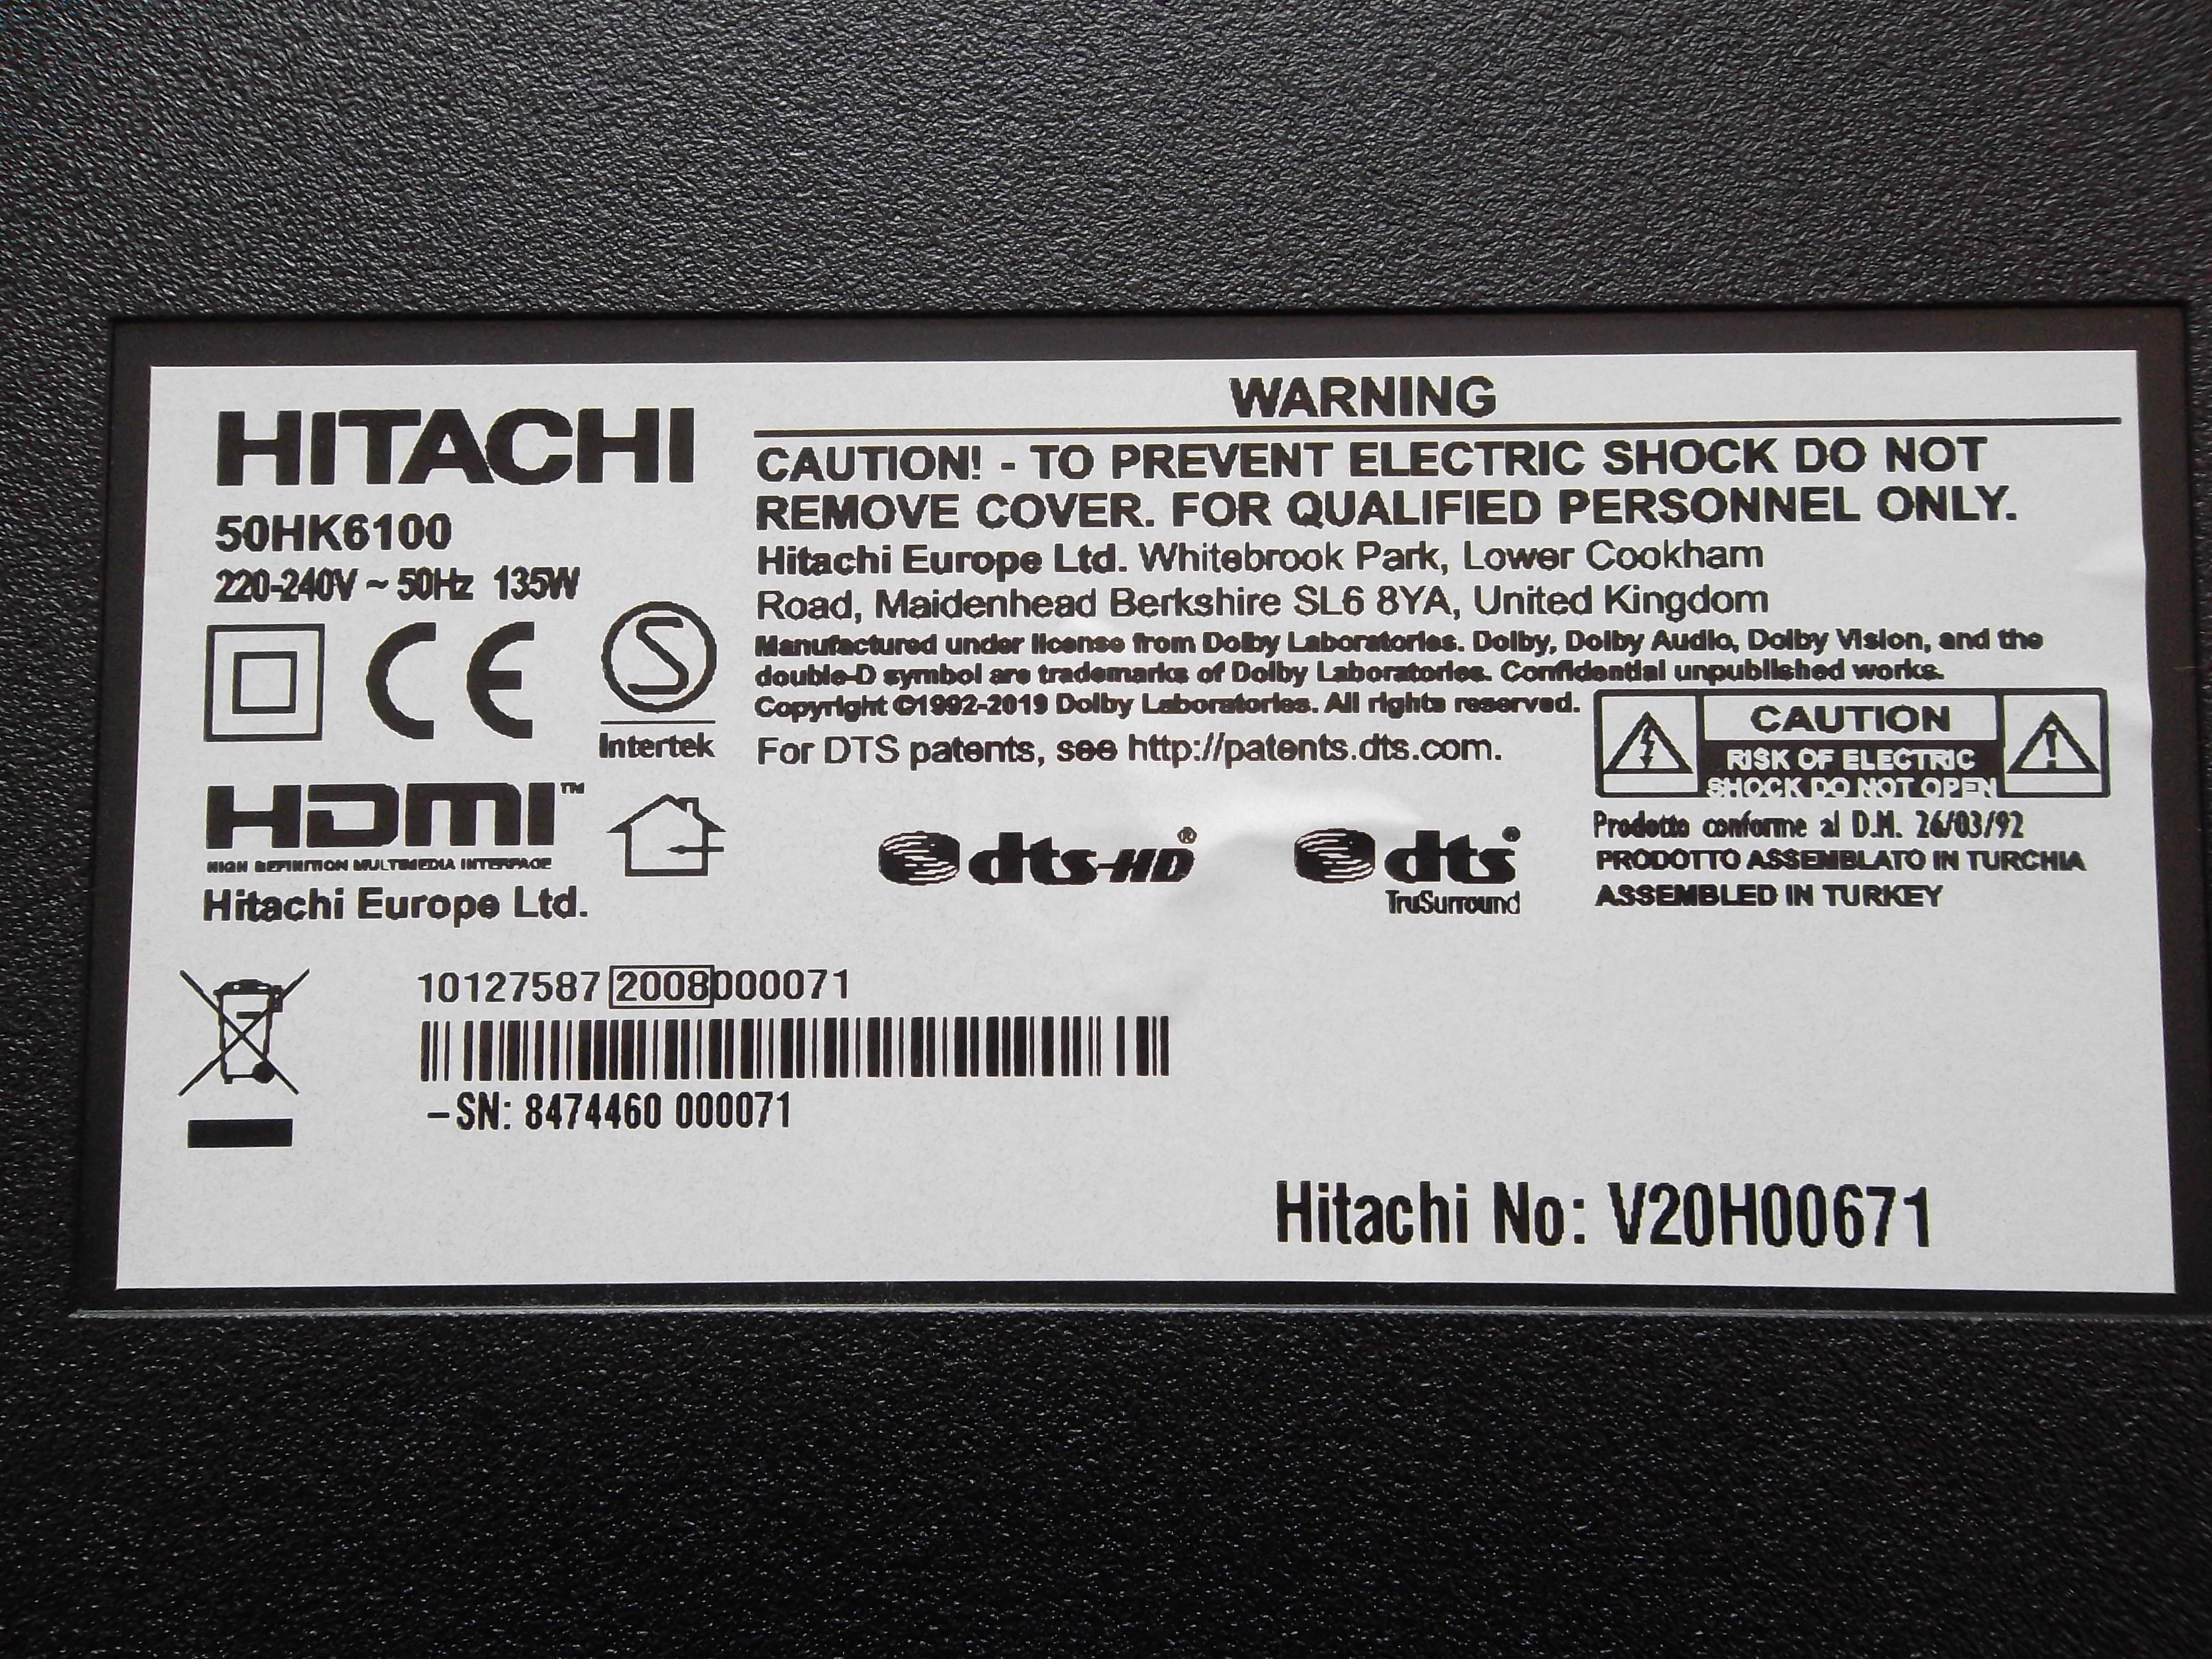 HITACHI
50HK6100
220-240V ~ 50Hz 135W
CE
S
Intertek
HDMI™
HIGH DEFINITION MULTIMEDIA INTERFACE
Hitachi Europe Ltd.
WARNING
CAUTION! - TO PREVENT ELECTRIC SHOCK DO NOT
REMOVE COVER. FOR QUALIFIED PERSONNEL ONLY.
Hitachi Europe Ltd. Whitebrook Park, Lower Cookham
Road, Maidenhead Berkshire SL6 8YA, United Kingdom
Manufactured under license from Dolby Laboratories. Dolby, Dolby Audio, Dolby Vision, and the
double-D symbol are trademarks of Dolby Laboratories. Confidential unpublished works.
Copyright ©1992-2019 Dolby Laboratories. All rights reserved.
For DTS patents, see http://patents.dts.com.
CAUTION
RISK OF ELECTRIC
SHOCK DO NOT OPEN
dts-HD®
dts®
TruSurround
Prodotto conforme al D.M. 26/03/92
PRODOTTO ASSEMBLATO IN TURCHIA
ASSEMBLED IN TURKEY
10127587 2008000071
–SN: 8474460 000071
Hitachi No: V20H00671